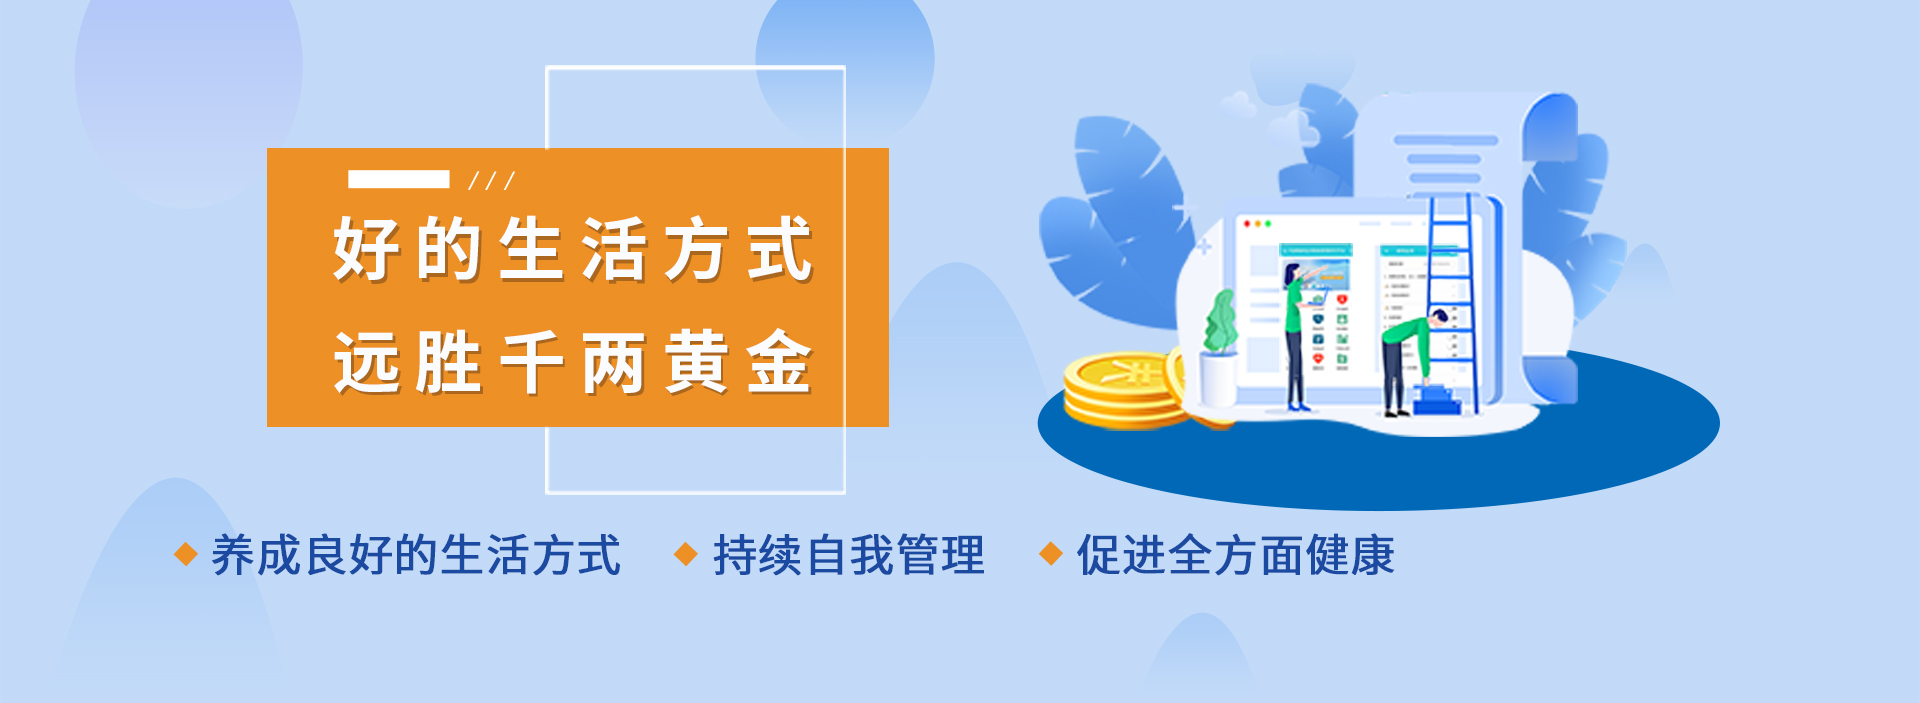 好的生活方式
远胜千两黄金
养成良好的生活方式 持续自我管理 促进全方面健康